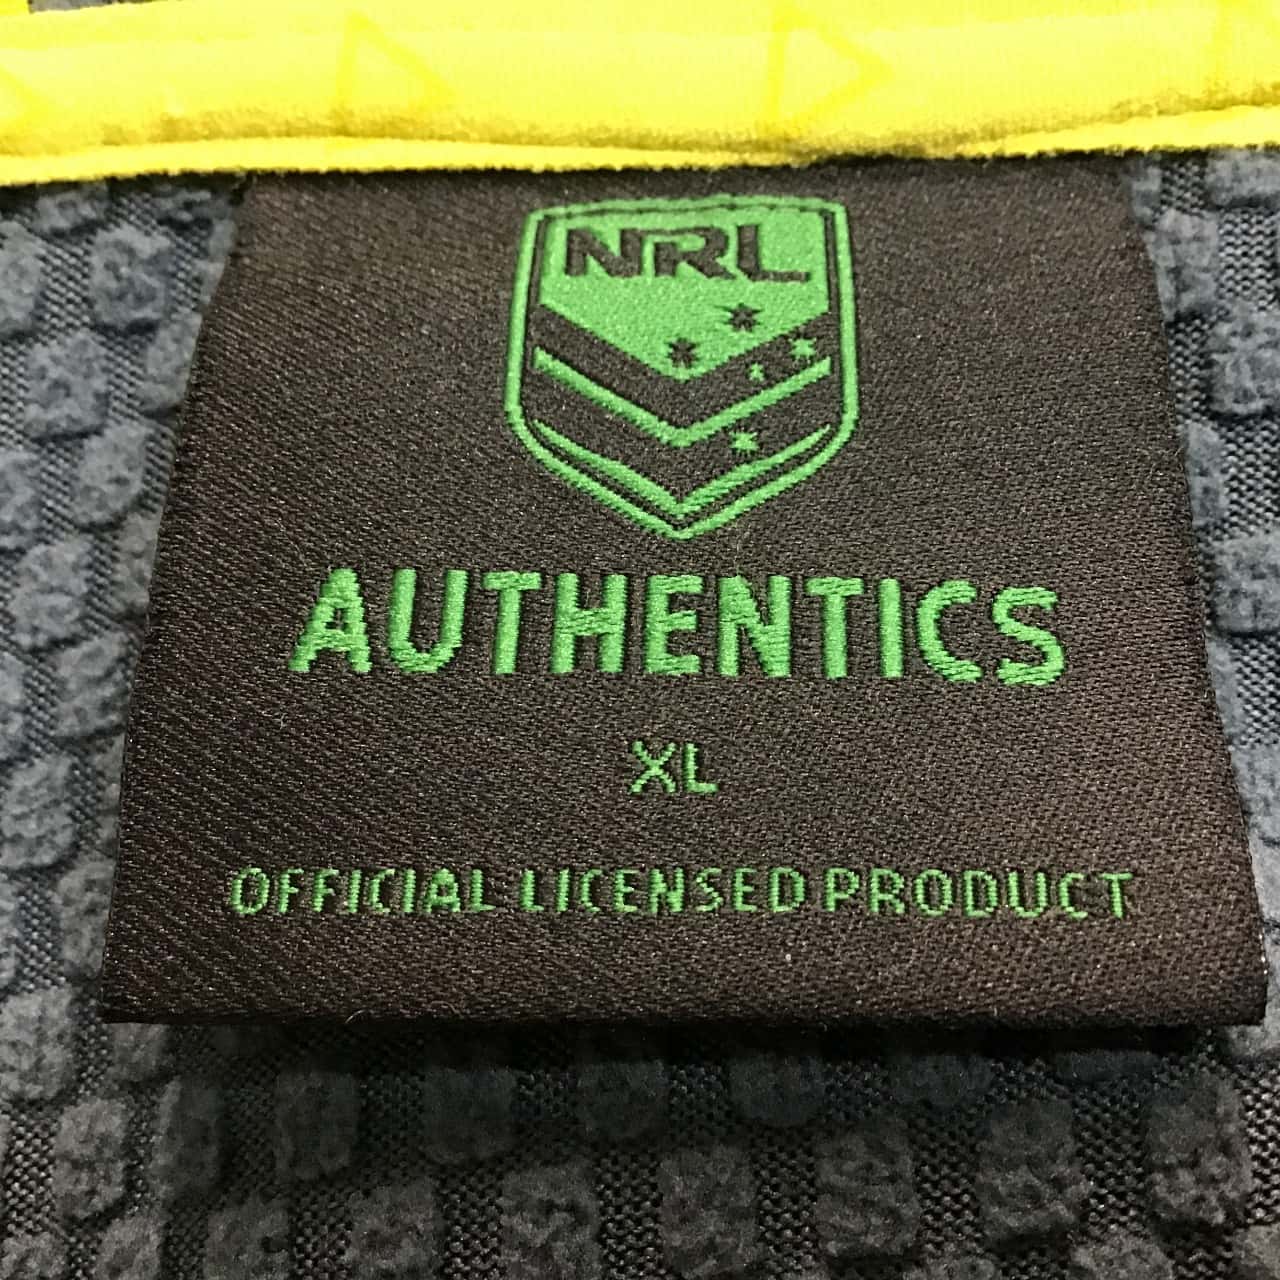 NRL
AUTHENTICS
XL
OFFICIAL LICENSED PRODUCT